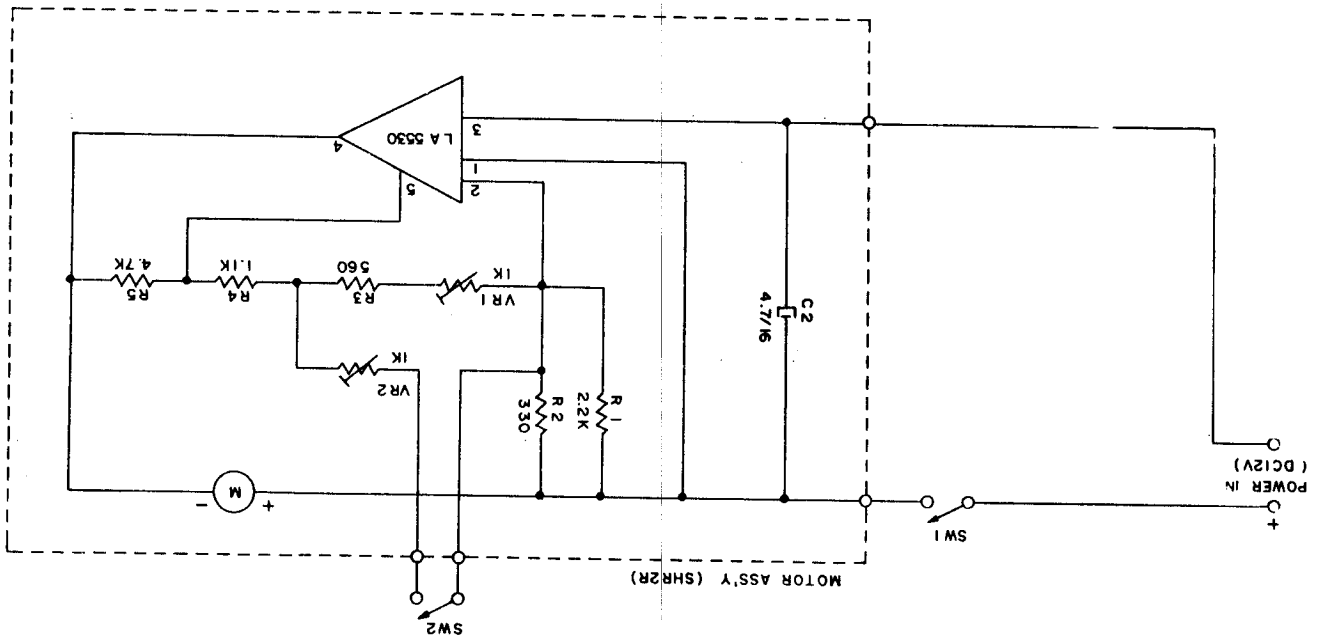 SW2
MOTOR ASS'Y (SHR2R)
SW1
+
POWER IN
(DC12V)
+ M −
R1
2.2K
R2
330
VR2
1K
C2
4.7/16
VR1
1K
R3
560
R4
1.1K
R5
4.7K
2
5
1
3
LA 5530
4